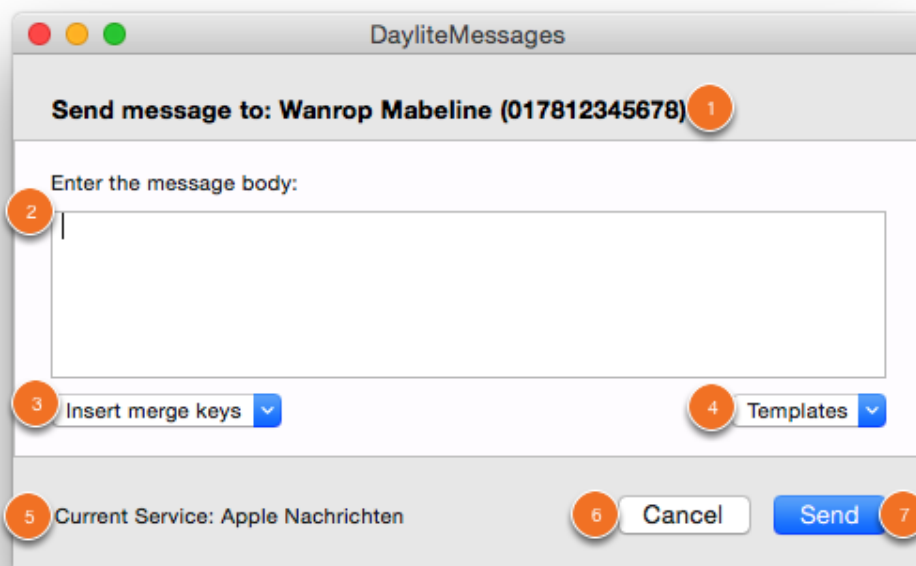 DayliteMessages
Send message to: Wanrop Mabeline (017812345678) 1
Enter the message body:
2
3 Insert merge keys
4 Templates
5 Current Service: Apple Nachrichten
6 Cancel
Send 7